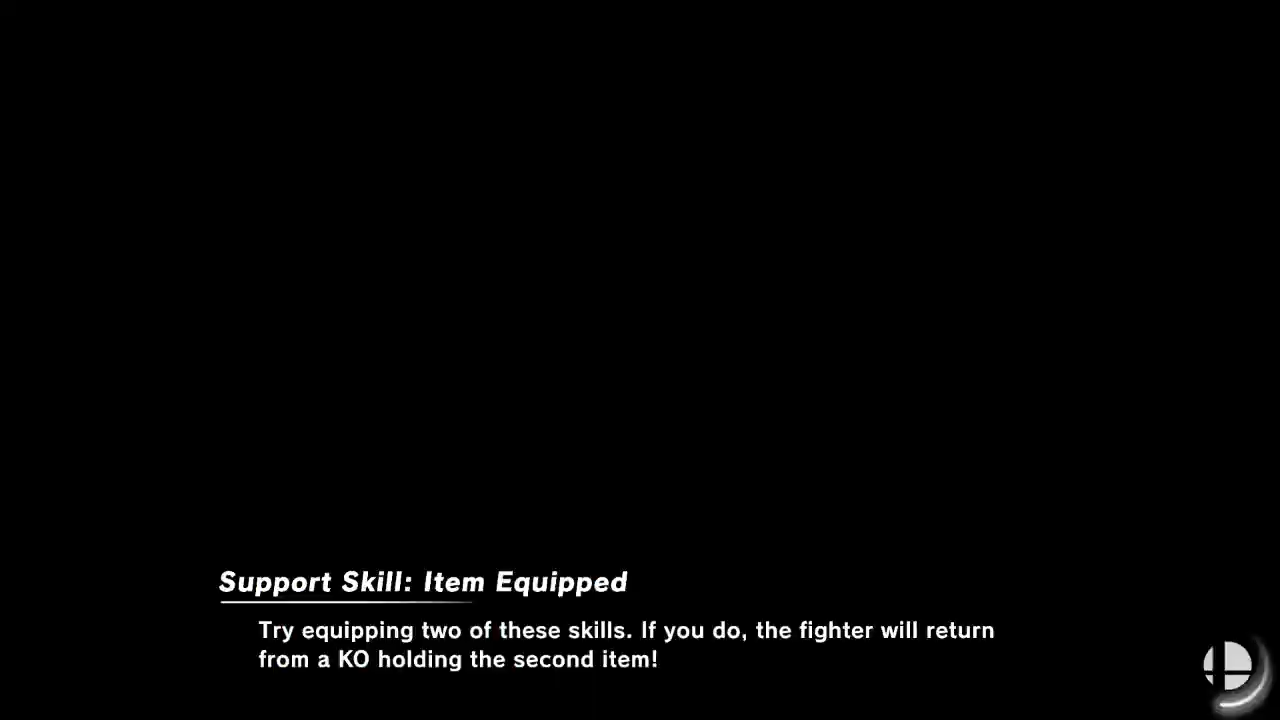 Support Skill: Item Equipped
Try equipping two of these skills. If you do, the fighter will return
from a KO holding the second item!